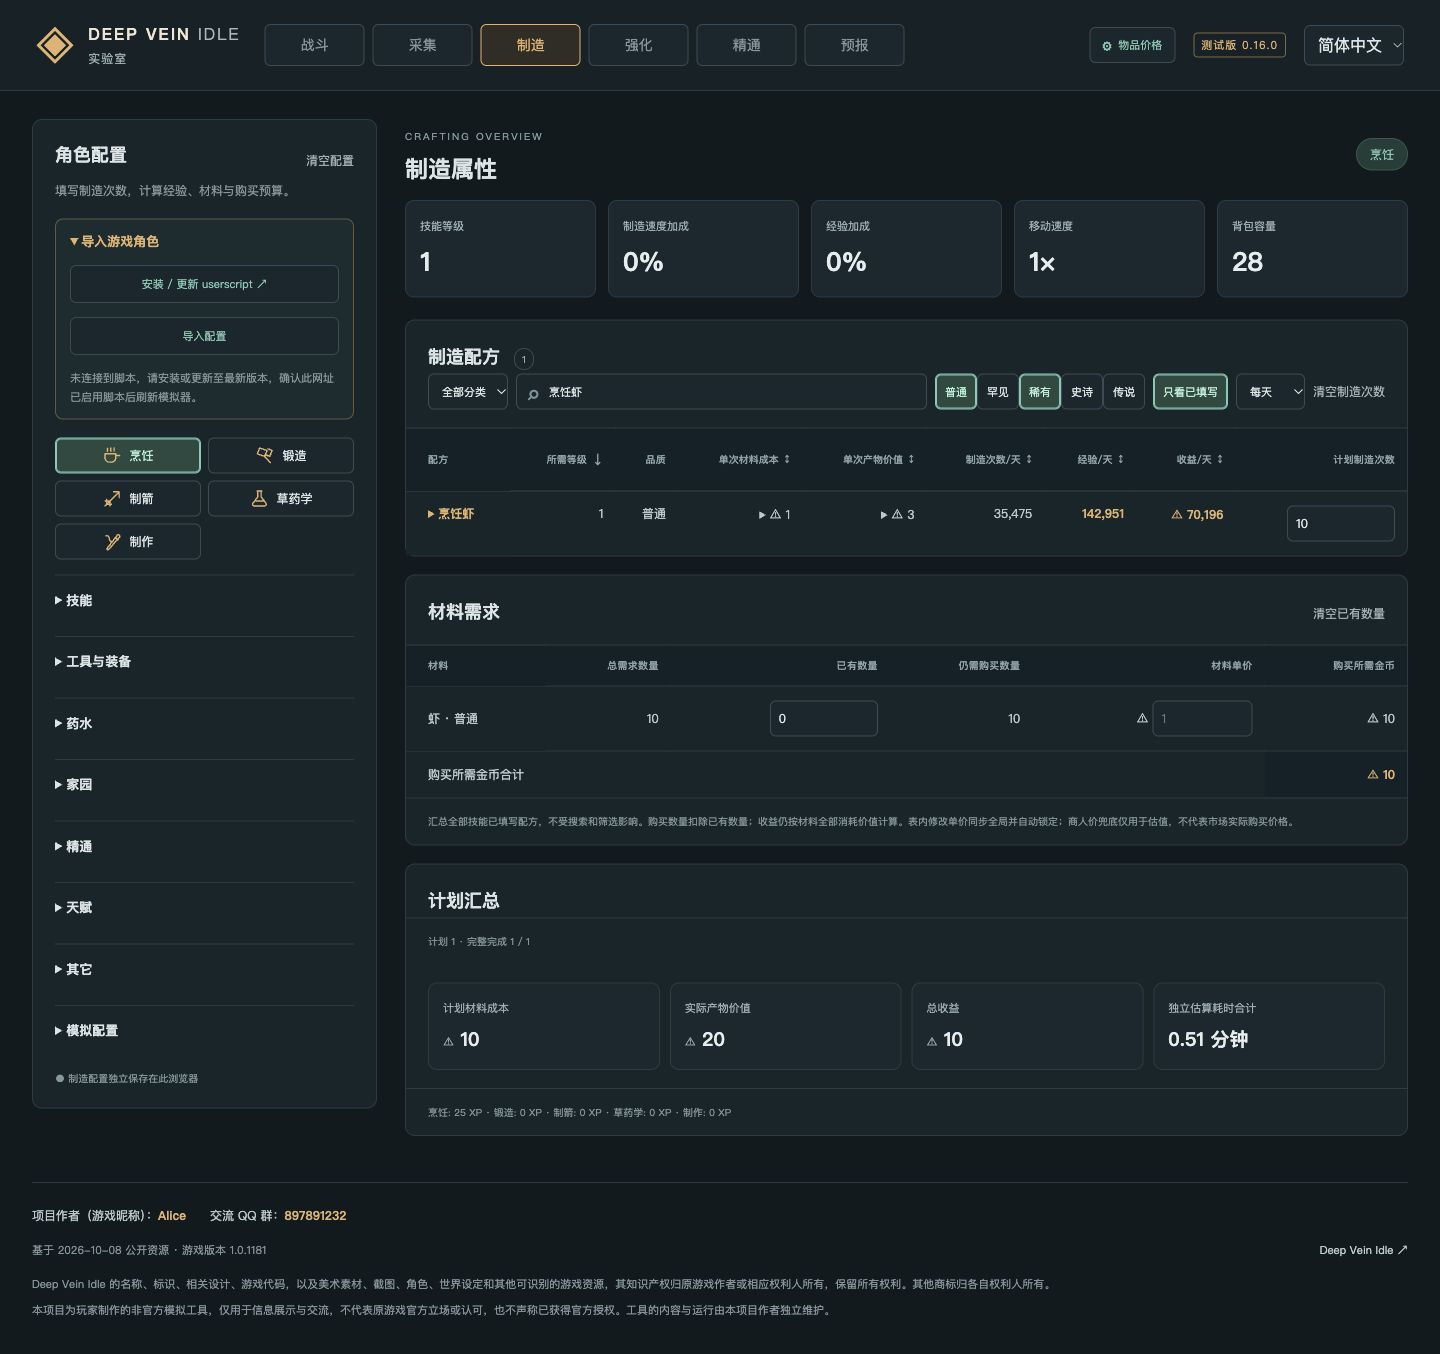 DEEP VEIN IDLE
实验室
战斗 采集 制造 强化 精通 预报
物品价格 测试版 0.16.0 简体中文
角色配置 清空配置
填写制造次数，计算经验、材料与购买预算。
▼导入游戏角色
安装 / 更新 userscript ↗
导入配置
未连接到脚本，请安装或更新至最新版本，确认此网址
已启用脚本后刷新模拟器。
烹饪 锻造
制箭 草药学
制作
▶技能
▶工具与装备
▶药水
▶家园
▶精通
▶天赋
▶其它
▶模拟配置
制造配置独立保存在此浏览器
CRAFTING OVERVIEW
制造属性 烹饪
技能等级 制造速度加成 经验加成 移动速度 背包容量
1 0% 0% 1× 28
制造配方 1
全部分类 烹饪虾 普通 罕见 稀有 史诗 传说 只看已填写 每天 清空制造次数
配方 所需等级 ↓ 品质 单次材料成本 ↕ 单次产物价值 ↕ 制造次数/天 ↕ 经验/天 ↕ 收益/天 ↕ 计划制造次数
▶烹饪虾 1 普通 ▶⚠ 1 ▶⚠ 3 35,475 142,951 ⚠ 70,196 10
材料需求 清空已有数量
材料 总需求数量 已有数量 仍需购买数量 材料单价 购买所需金币
虾 · 普通 10 0 10 ⚠ 1 ⚠ 10
购买所需金币合计 ⚠ 10
汇总全部技能已填写配方，不受搜索和筛选影响。购买数量扣除已有数量；收益仍按材料全部消耗价值计算。表内修改单价同步全局并自动锁定；商人价兜底仅用于估值，不代表市场实际购买价格。
计划汇总
计划 1 · 完整完成 1 / 1
计划材料成本 实际产物价值 总收益 独立估算耗时合计
⚠ 10 ⚠ 20 ⚠ 10 0.51 分钟
烹饪: 25 XP · 锻造: 0 XP · 制箭: 0 XP · 草药学: 0 XP · 制作: 0 XP
项目作者（游戏昵称）：Alice 交流 QQ 群：897891232
基于 2026-10-08 公开资源 · 游戏版本 1.0.1181 Deep Vein Idle ↗
Deep Vein Idle 的名称、标识、相关设计、游戏代码，以及美术素材、截图、角色、世界设定和其他可识别的游戏资源，其知识产权归原游戏作者或相应权利人所有，保留所有权利。其他商标归各自权利人所有。
本项目为玩家制作的非官方模拟工具，仅用于信息展示与交流，不代表原游戏官方立场或认可，也不声称已获得官方授权。工具的内容与运行由本项目作者独立维护。